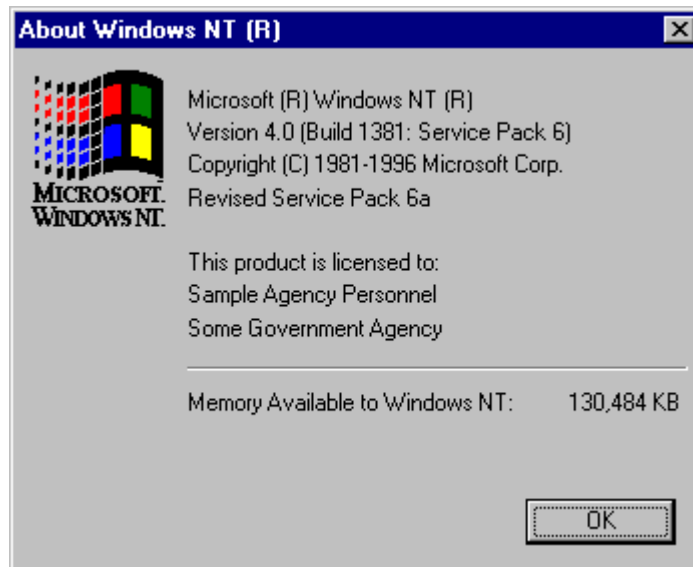 About Windows NT (R)
MICROSOFT.
WINDOWS NT.
Microsoft (R) Windows NT (R)
Version 4.0 (Build 1381: Service Pack 6)
Copyright (C) 1981-1996 Microsoft Corp.
Revised Service Pack 6a
This product is licensed to:
Sample Agency Personnel
Some Government Agency
Memory Available to Windows NT: 130,484 KB
OK